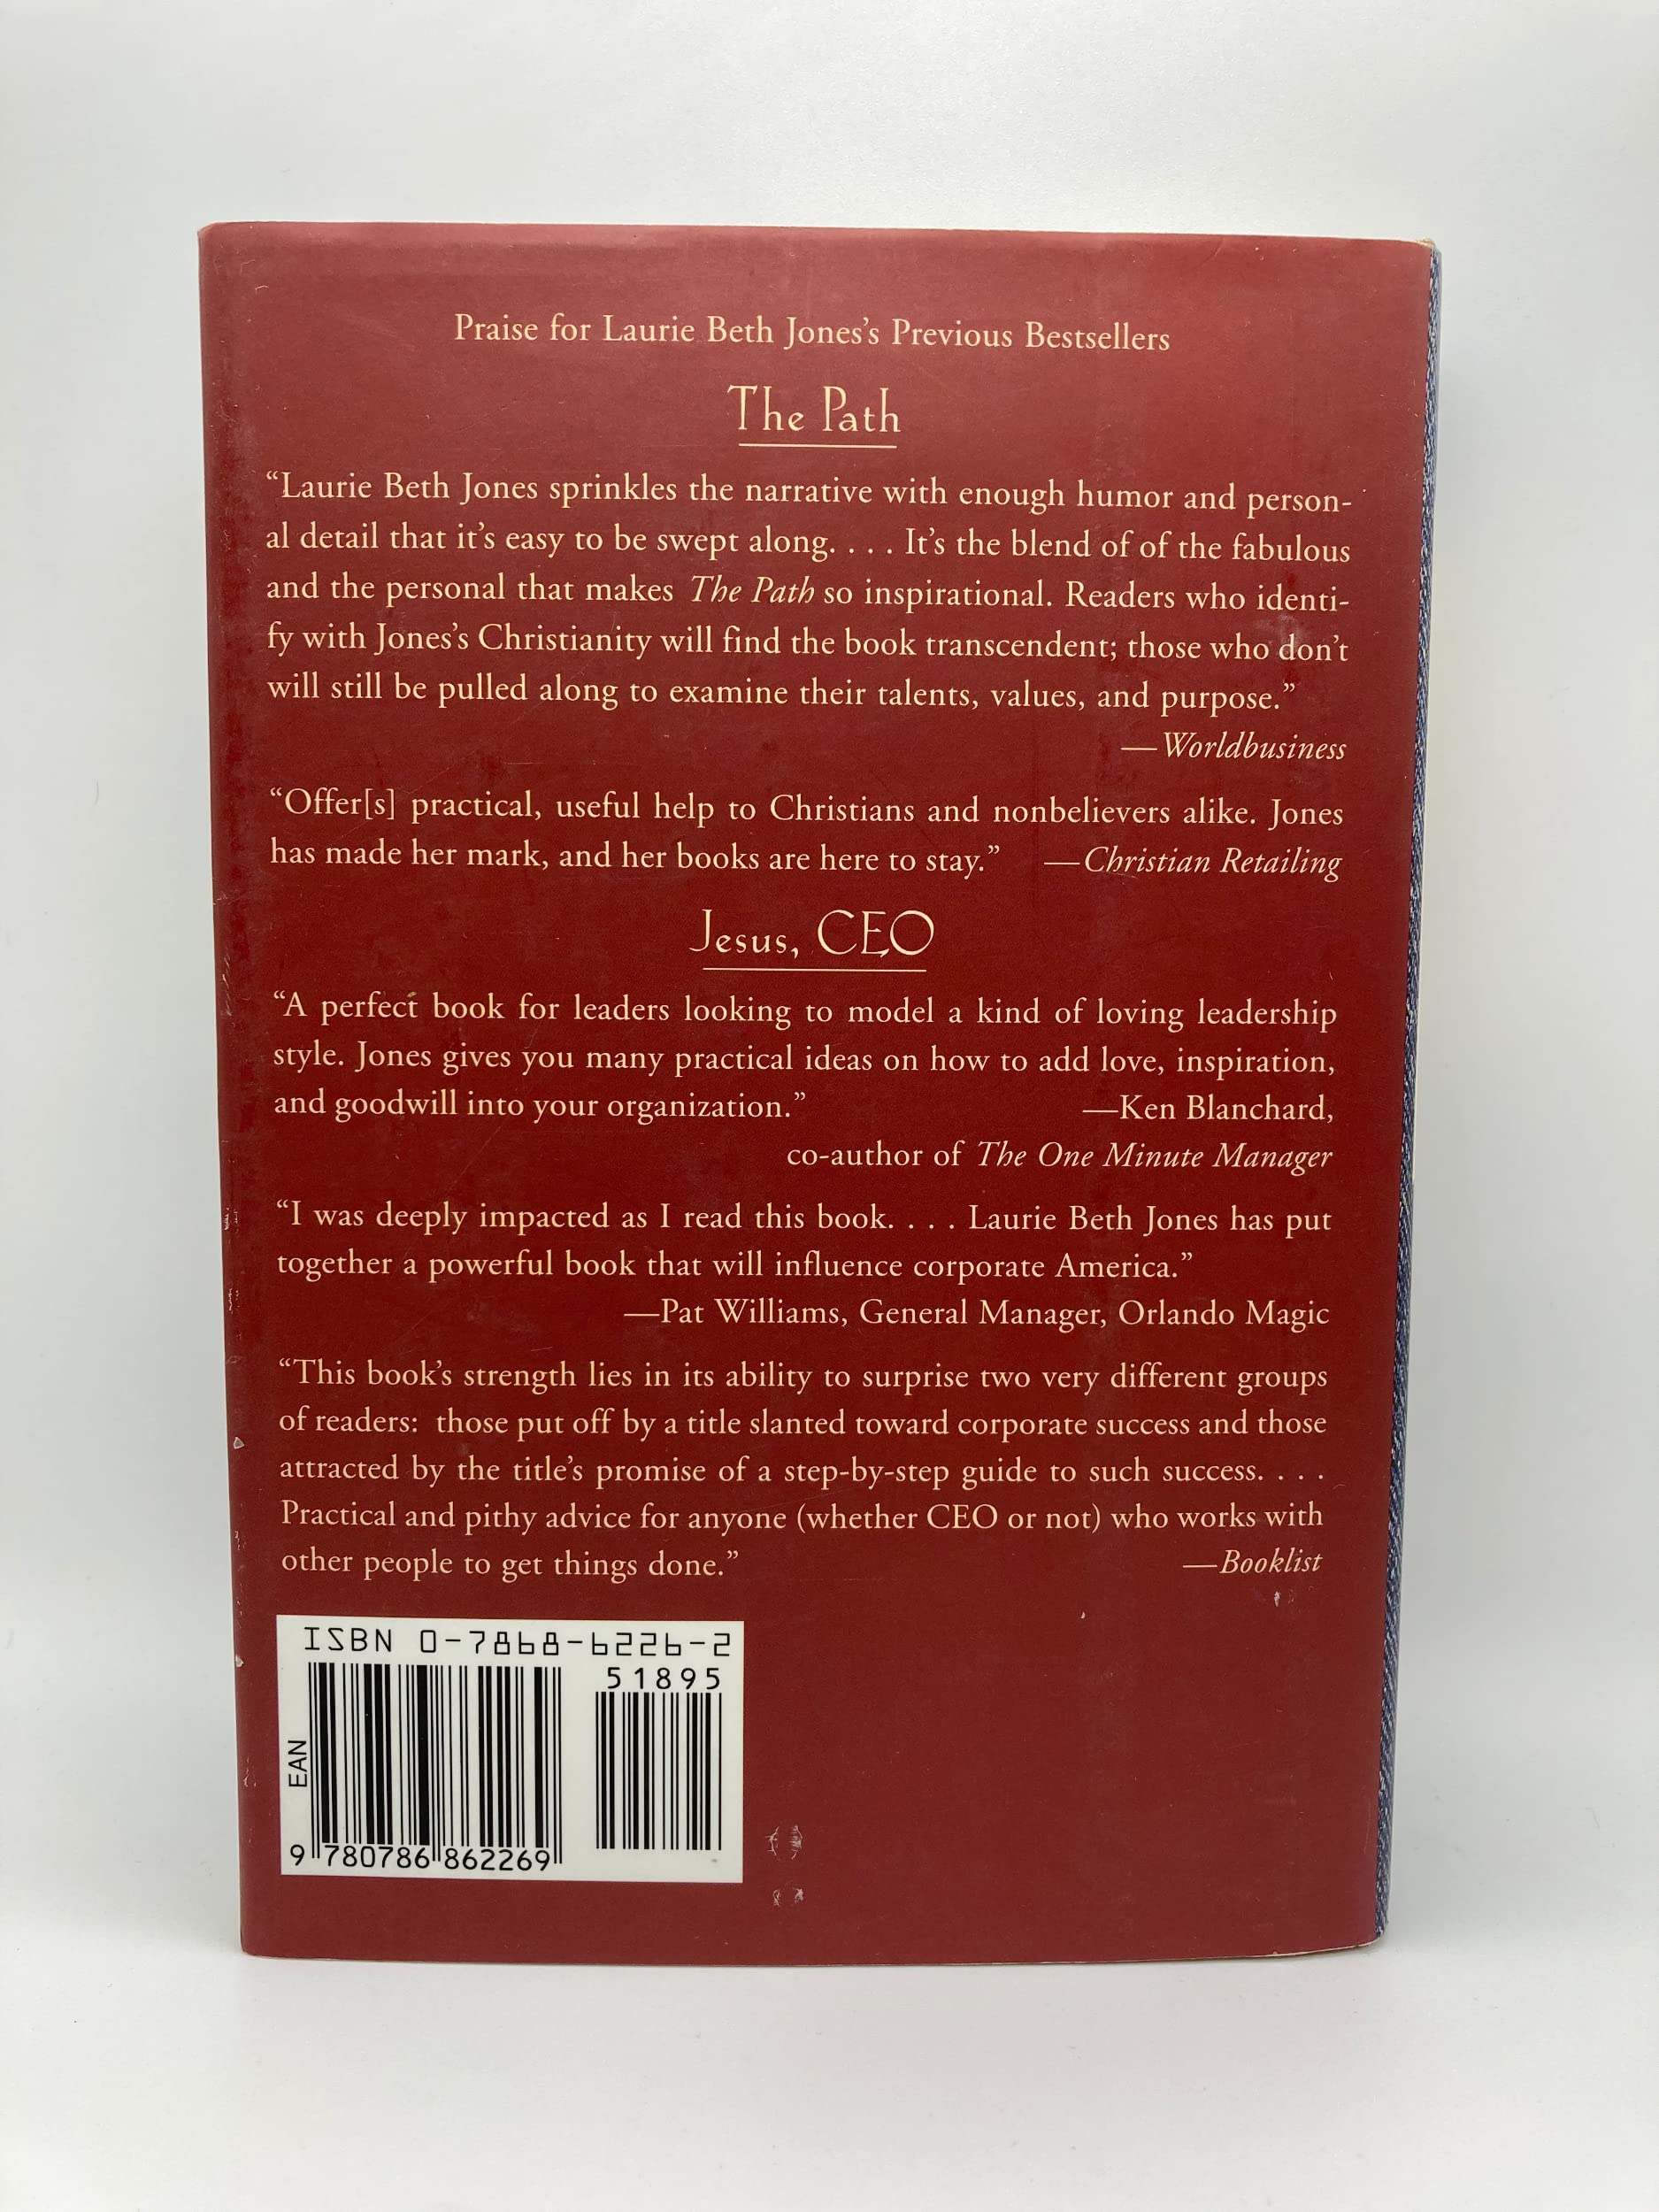 Praise for Laurie Beth Jones's Previous Bestsellers
The Path
“Laurie Beth Jones sprinkles the narrative with enough humor and person-
al detail that it's easy to be swept along. . . . It's the blend of of the fabulous
and the personal that makes The Path so inspirational. Readers who identi-
fy with Jones's Christianity will find the book transcendent; those who don't
will still be pulled along to examine their talents, values, and purpose.”
—Worldbusiness
“Offer[s] practical, useful help to Christians and nonbelievers alike. Jones
has made her mark, and her books are here to stay.” —Christian Retailing
Jesus, CEO
“A perfect book for leaders looking to model a kind of loving leadership
style. Jones gives you many practical ideas on how to add love, inspiration,
and goodwill into your organization.” —Ken Blanchard,
co-author of The One Minute Manager
“I was deeply impacted as I read this book. . . . Laurie Beth Jones has put
together a powerful book that will influence corporate America.”
—Pat Williams, General Manager, Orlando Magic
“This book's strength lies in its ability to surprise two very different groups
of readers: those put off by a title slanted toward corporate success and those
attracted by the title's promise of a step-by-step guide to such success. . . .
Practical and pithy advice for anyone (whether CEO or not) who works with
other people to get things done.” —Booklist
ISBN 0-7868-6226-2
51895
EAN
9 780786 862269